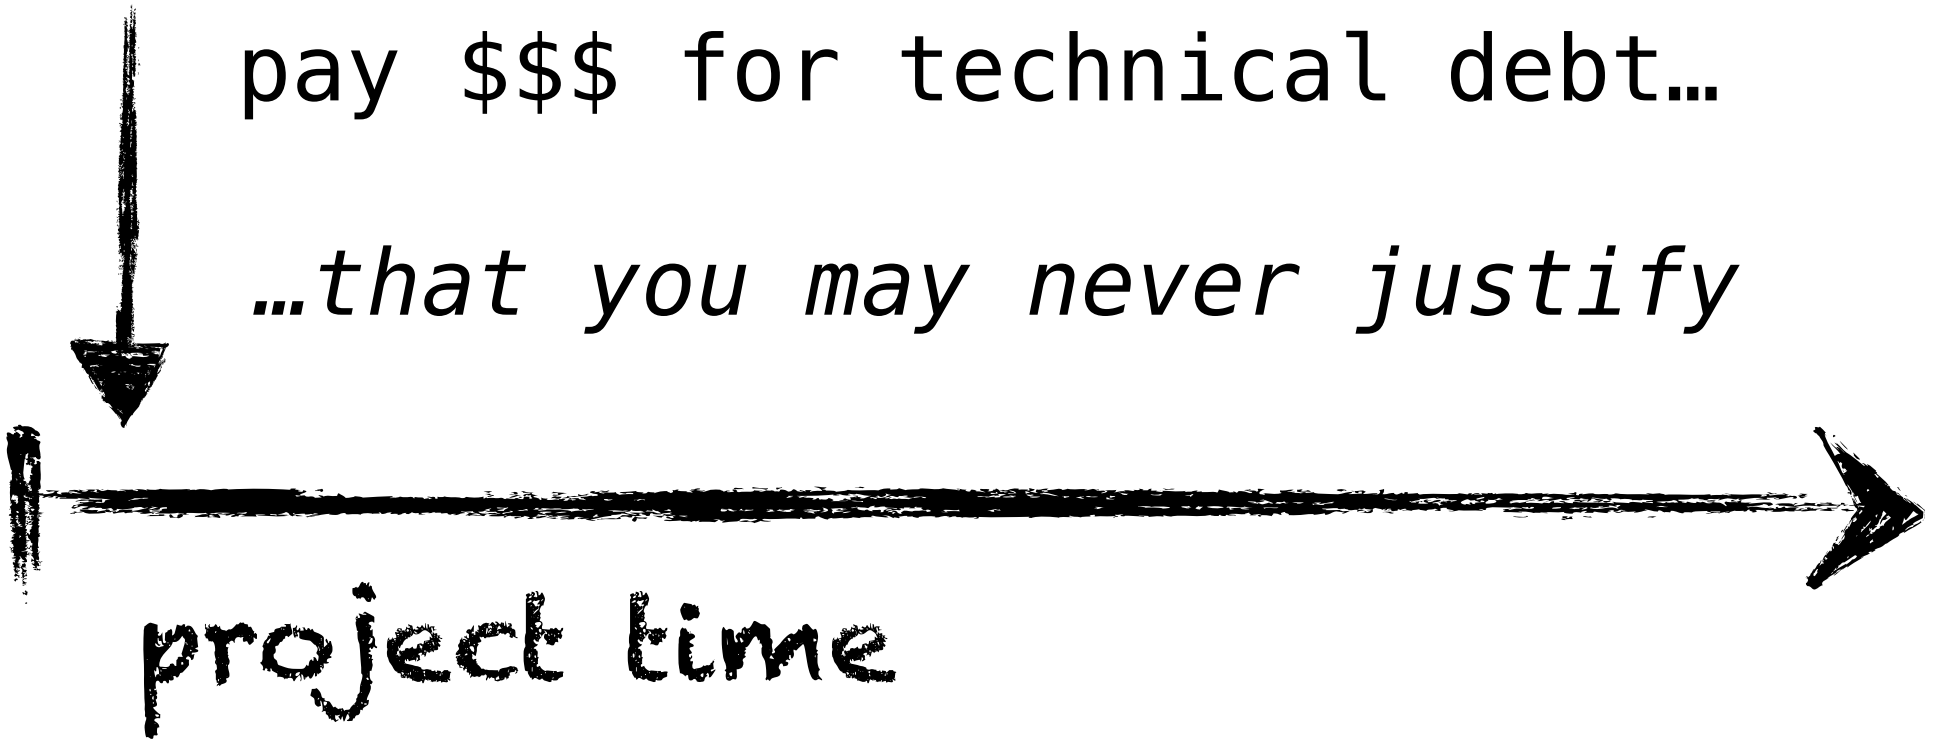 pay $$$ for technical debt…
…that you may never justify
project time